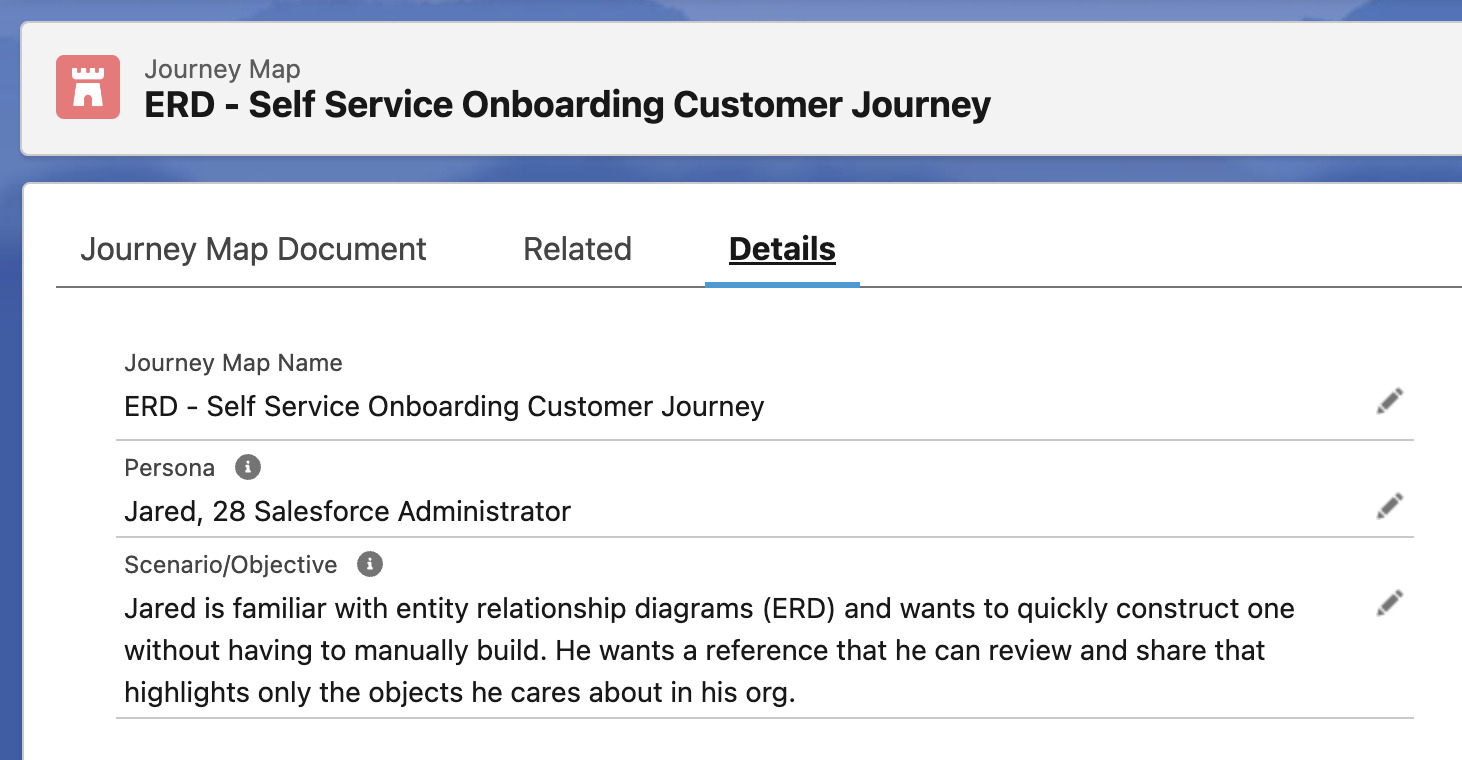 Journey Map
ERD - Self Service Onboarding Customer Journey
Journey Map Document Related Details
Journey Map Name
ERD - Self Service Onboarding Customer Journey
Persona
Jared, 28 Salesforce Administrator
Scenario/Objective
Jared is familiar with entity relationship diagrams (ERD) and wants to quickly construct one
without having to manually build. He wants a reference that he can review and share that
highlights only the objects he cares about in his org.